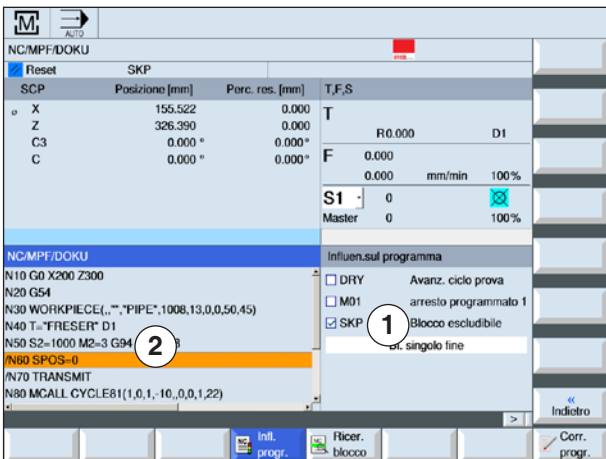 M
AUTO
NC/MPF/DOKU
Reset SKP
SCP Posizione [mm] Perc. res. [mm] T,F,S
X 155.522 0.000
Z 326.390 0.000
C3 0.000 ° 0.000°
C 0.000 ° 0.000°
T
R0.000 D1
F 0.000
0.000 mm/min 100%
S1 0
Master 0 100%
NC/MPF/DOKU
N10 G0 X200 Z300
N20 G54
N30 WORKPIECE(,,"","PIPE",1008,13,0,0,50,45)
N40 T="FRESER" D1
N50 S2=1000 M2=3 G94
/N60 SPOS=0
/N70 TRANSMIT
N80 MCALL CYCLE81(1,0,1,-10,,0,0,1,22)
2
Influen.sul programma
DRY Avanz. ciclo prova
M01 arresto programmato 1
SKP Blocco escludibile
1
singolo fine
>
«
Indietro
NC
Infl.
progr.
Ricer.
blocco
Corr.
progr.